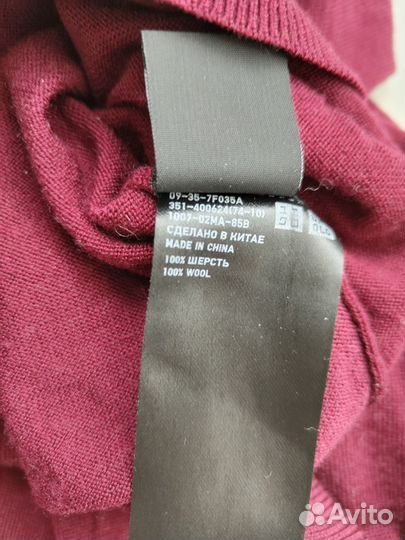 09-35-7F035A
351-400624(74-10)
1007-02MA-85B
СДЕЛАНО В КИТАЕ
MADE IN CHINA
100% ШЕРСТЬ
100% WOOL
Avito